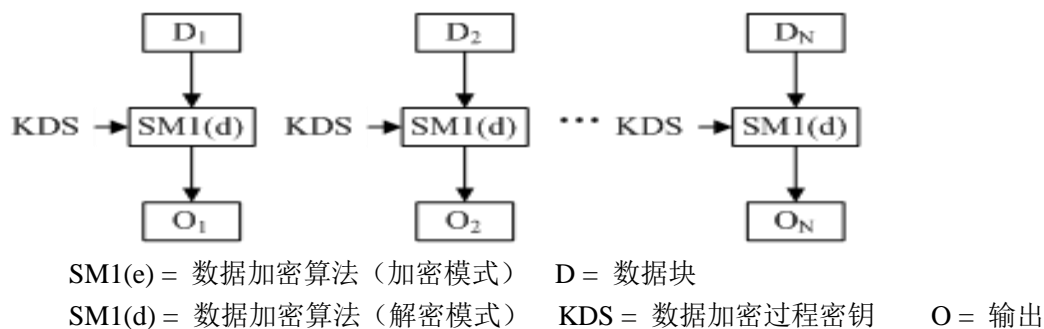 D₁ D₂ D_N
KDS SM1(d) KDS SM1(d) ··· KDS SM1(d)
O₁ O₂ O_N
SM1(e) = 数据加密算法（加密模式） D = 数据块
SM1(d) = 数据加密算法（解密模式） KDS = 数据加密过程密钥 O = 输出